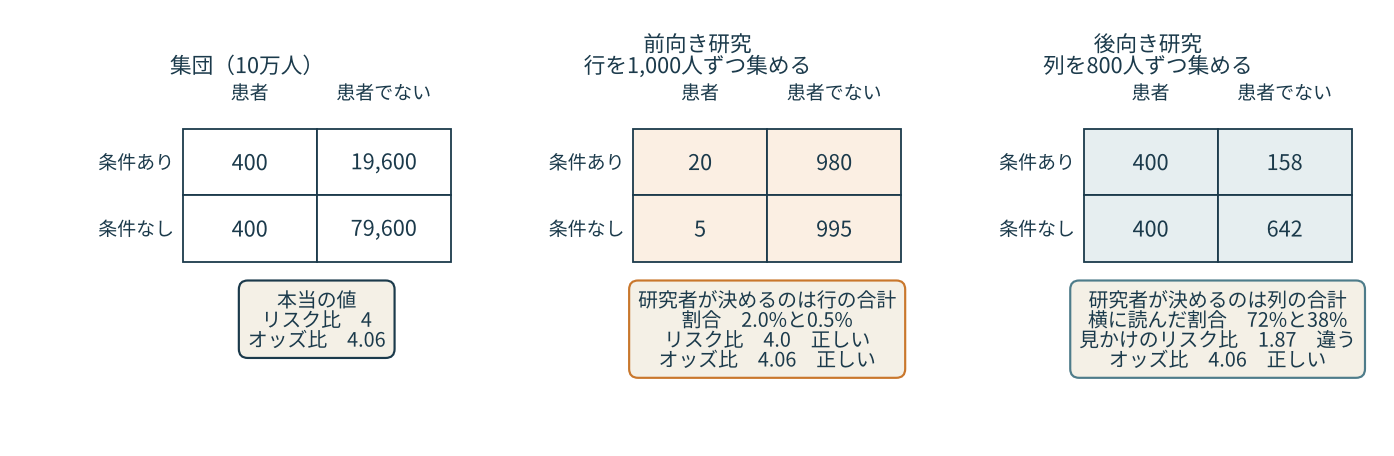 集団（10万人）
患者　患者でない
条件あり　400　19,600
条件なし　400　79,600
本当の値
リスク比　4
オッズ比　4.06
前向き研究
行を1,000人ずつ集める
患者　患者でない
条件あり　20　980
条件なし　5　995
研究者が決めるのは行の合計
割合　2.0%と0.5%
リスク比　4.0　正しい
オッズ比　4.06　正しい
後向き研究
列を800人ずつ集める
患者　患者でない
条件あり　400　158
条件なし　400　642
研究者が決めるのは列の合計
横に読んだ割合　72%と38%
見かけのリスク比　1.87　違う
オッズ比　4.06　正しい